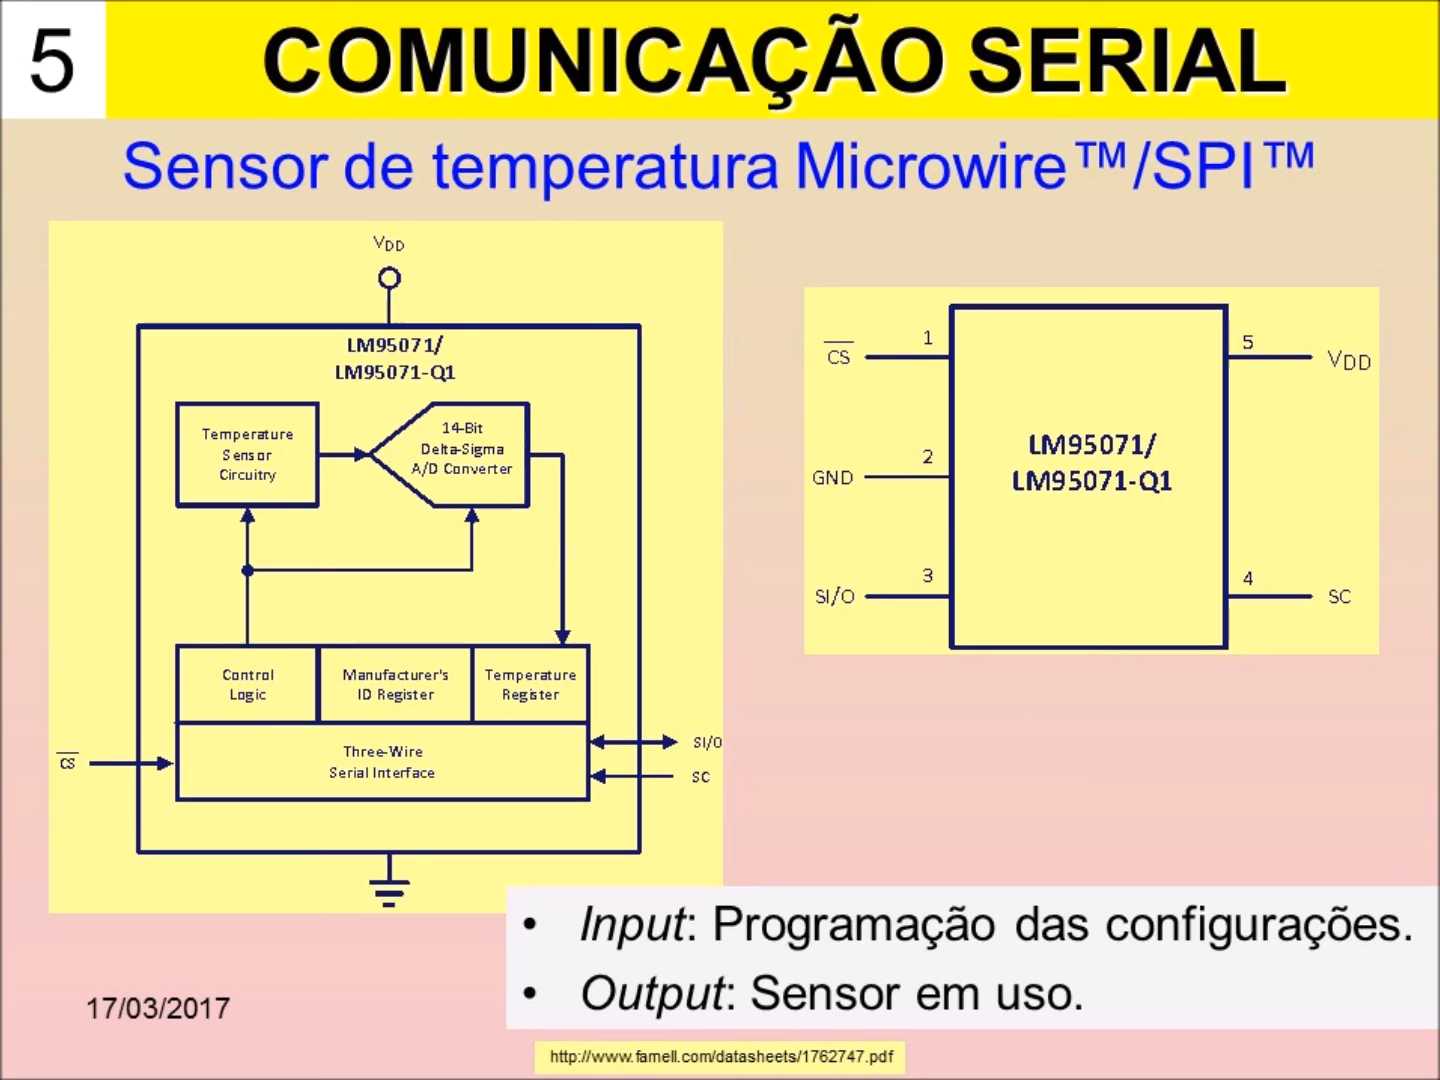 5
COMUNICAÇÃO SERIAL
Sensor de temperatura Microwire™/SPI™
VDD
LM95071/
LM95071-Q1
Temperature
Sensor
Circuitry
14-Bit
Delta-Sigma
A/D Converter
Control
Logic
Manufacturer's
ID Register
Temperature
Register
Three-Wire
Serial Interface
CS
SI/O
SC
1
CS
2
GND
3
SI/O
LM95071/
LM95071-Q1
5
VDD
4
SC
• Input: Programação das configurações.
• Output: Sensor em uso.
17/03/2017
http://www.farnell.com/datasheets/1762747.pdf